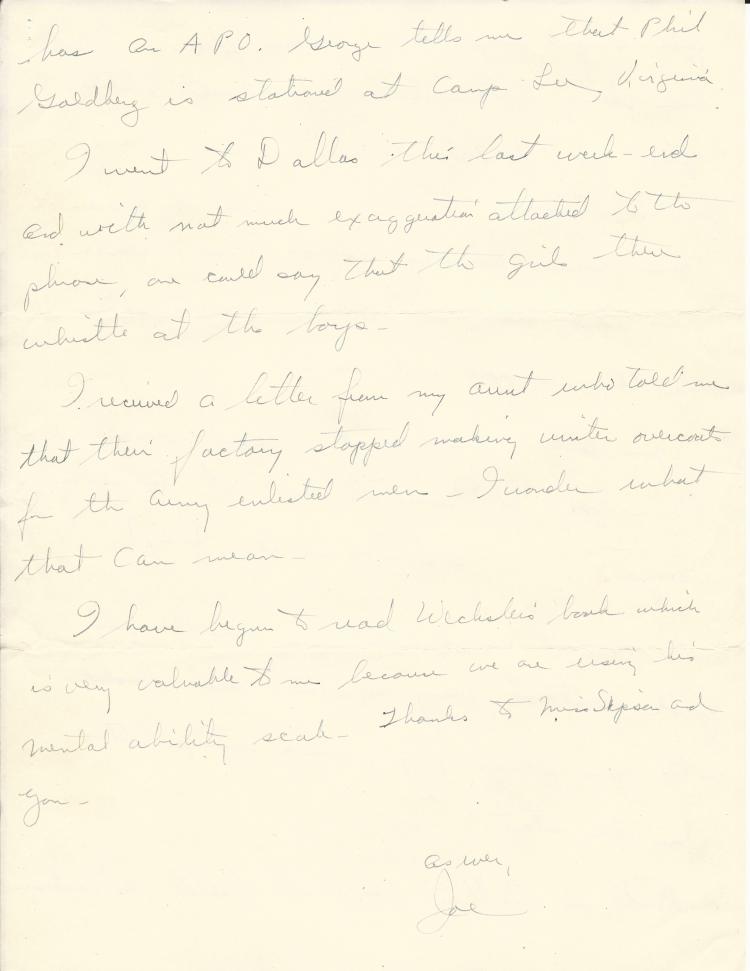 has an A P O. George tells me that Phil
Goldberg is stationed at Camp Lee, Virginia.
I went to Dallas this last week-end
and with not much exaggeration attached to the
phrase, one could say that the girls there
whistle at the boys -
I received a letter from my aunt who told me
that their factory stopped making winter overcoats
for the Army enlisted men - I wonder what
that can mean -
I have begun to read Wechsler's book which
is very valuable to me because we are using his
mental ability scale - Thanks to Miss and
you -
as ever,
Joe